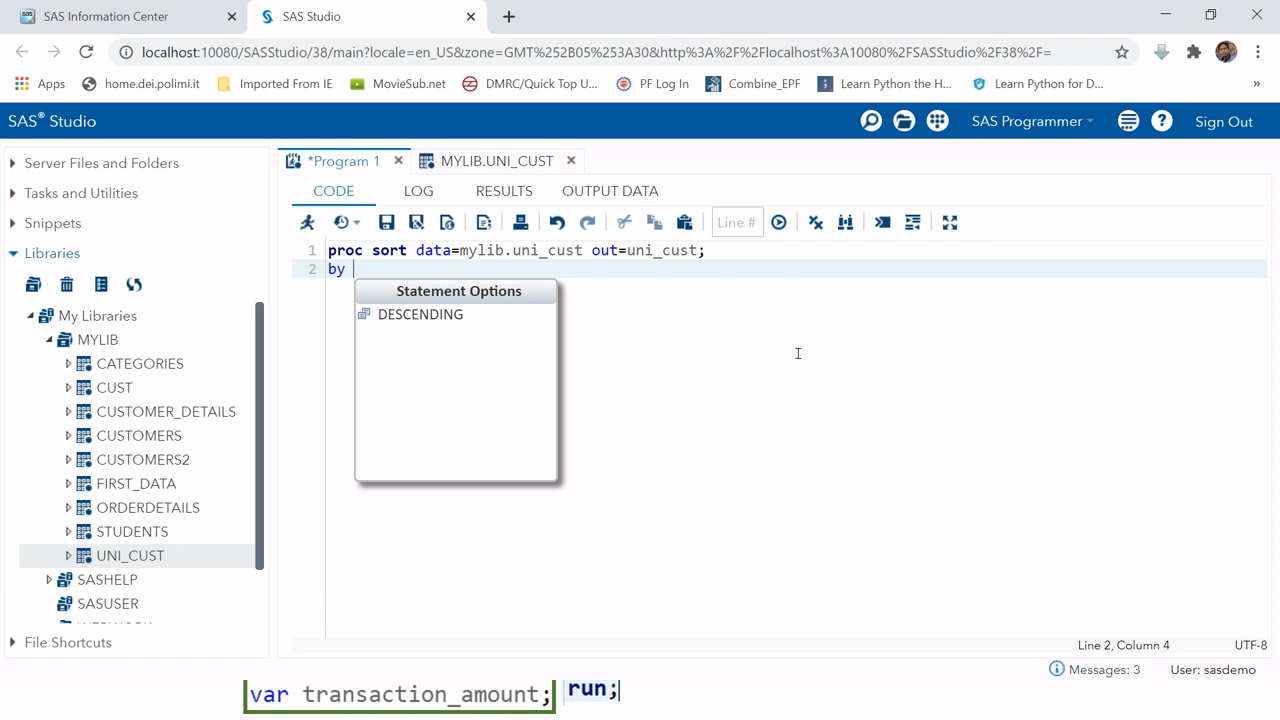 SAS Information Center
SAS Studio
localhost:10080/SASStudio/38/main?locale=en_US&zone=GMT%252B05%253A30&http%3A%2F%2Flocalhost%3A10080%2FSASStudio%2F38%2F=
Apps home.dei.polimi.it Imported From IE MovieSub.net DMRC/Quick Top U... PF Log In Combine_EPF Learn Python the H... Learn Python for D... »
SAS® Studio
SAS Programmer
Sign Out
Server Files and Folders
Tasks and Utilities
Snippets
Libraries
My Libraries
MYLIB
CATEGORIES
CUST
CUSTOMER_DETAILS
CUSTOMERS
CUSTOMERS2
FIRST_DATA
ORDERDETAILS
STUDENTS
UNI_CUST
SASHELP
SASUSER
File Shortcuts
*Program 1
MYLIB.UNI_CUST
CODE LOG RESULTS OUTPUT DATA
Line #
1 proc sort data=mylib.uni_cust out=uni_cust;
2 by
Statement Options
DESCENDING
Line 2, Column 4
UTF-8
Messages: 3
User: sasdemo
var transaction_amount;
run;